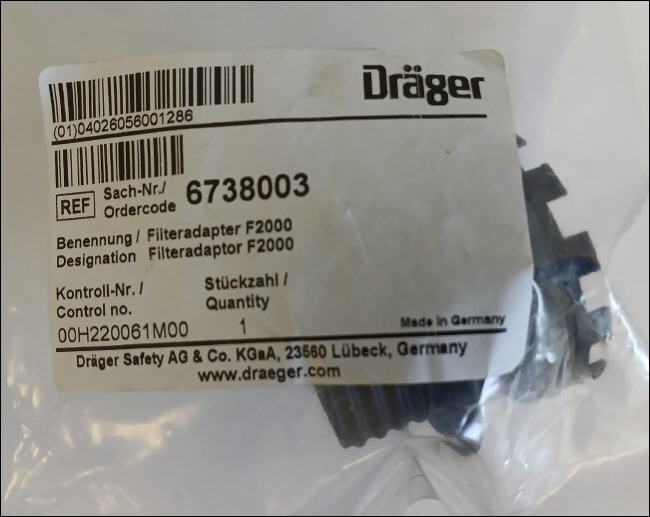 Dräger
(01)04026056001286
REF Sach-Nr./ Ordercode 6738003
Benennung / Filteradapter F2000
Designation Filteradaptor F2000
Kontroll-Nr. / Stückzahl /
Control no. Quantity
00H220061M00 1 Made in Germany
Dräger Safety AG & Co. KGaA, 23560 Lübeck, Germany
www.draeger.com